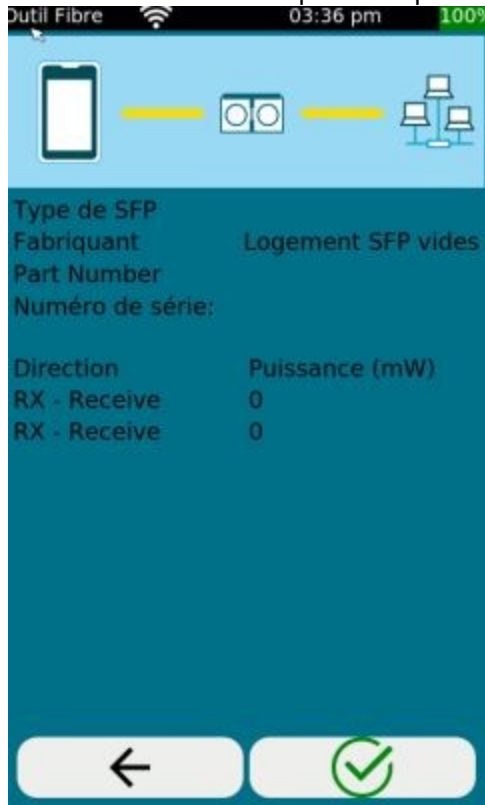 Outil Fibre 03:36 pm 100%
Type de SFP
Fabriquant Logement SFP vides
Part Number
Numéro de série:
Direction Puissance (mW)
RX - Receive 0
RX - Receive 0